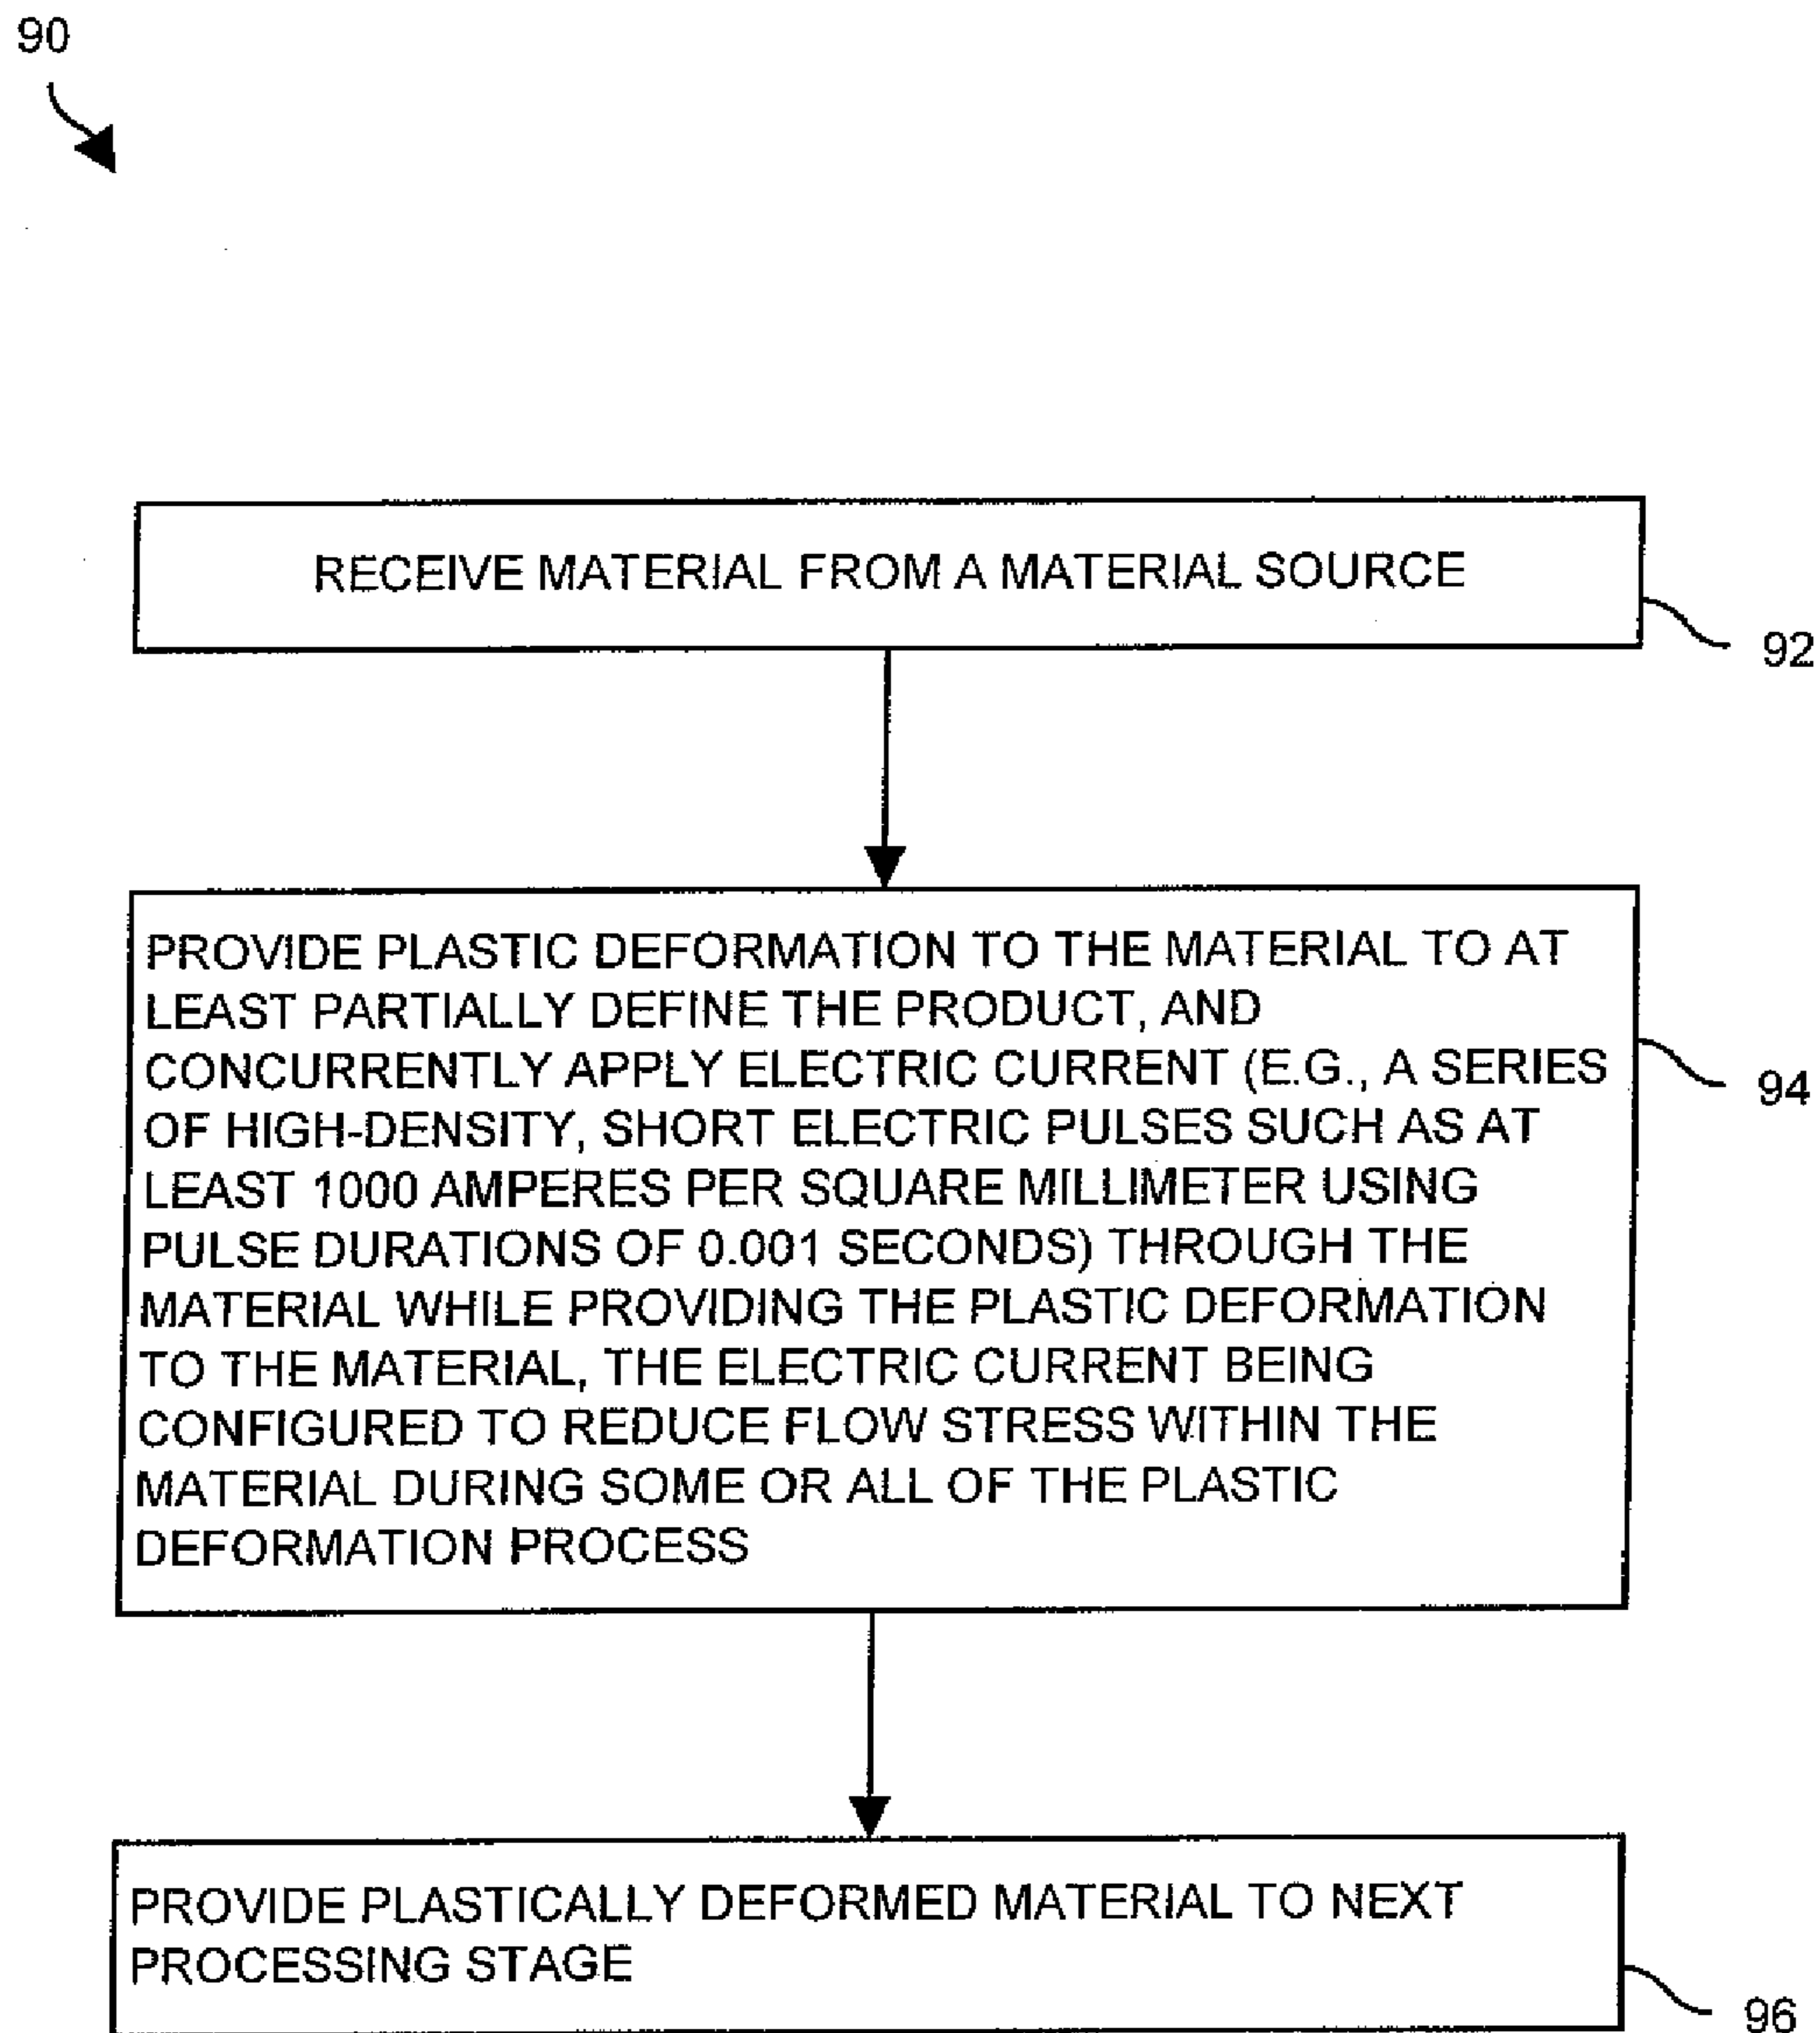 90
RECEIVE MATERIAL FROM A MATERIAL SOURCE
92
PROVIDE PLASTIC DEFORMATION TO THE MATERIAL TO AT
LEAST PARTIALLY DEFINE THE PRODUCT, AND
CONCURRENTLY APPLY ELECTRIC CURRENT (E.G., A SERIES
OF HIGH-DENSITY, SHORT ELECTRIC PULSES SUCH AS AT
LEAST 1000 AMPERES PER SQUARE MILLIMETER USING
PULSE DURATIONS OF 0.001 SECONDS) THROUGH THE
MATERIAL WHILE PROVIDING THE PLASTIC DEFORMATION
TO THE MATERIAL, THE ELECTRIC CURRENT BEING
CONFIGURED TO REDUCE FLOW STRESS WITHIN THE
MATERIAL DURING SOME OR ALL OF THE PLASTIC
DEFORMATION PROCESS
94
PROVIDE PLASTICALLY DEFORMED MATERIAL TO NEXT
PROCESSING STAGE
96